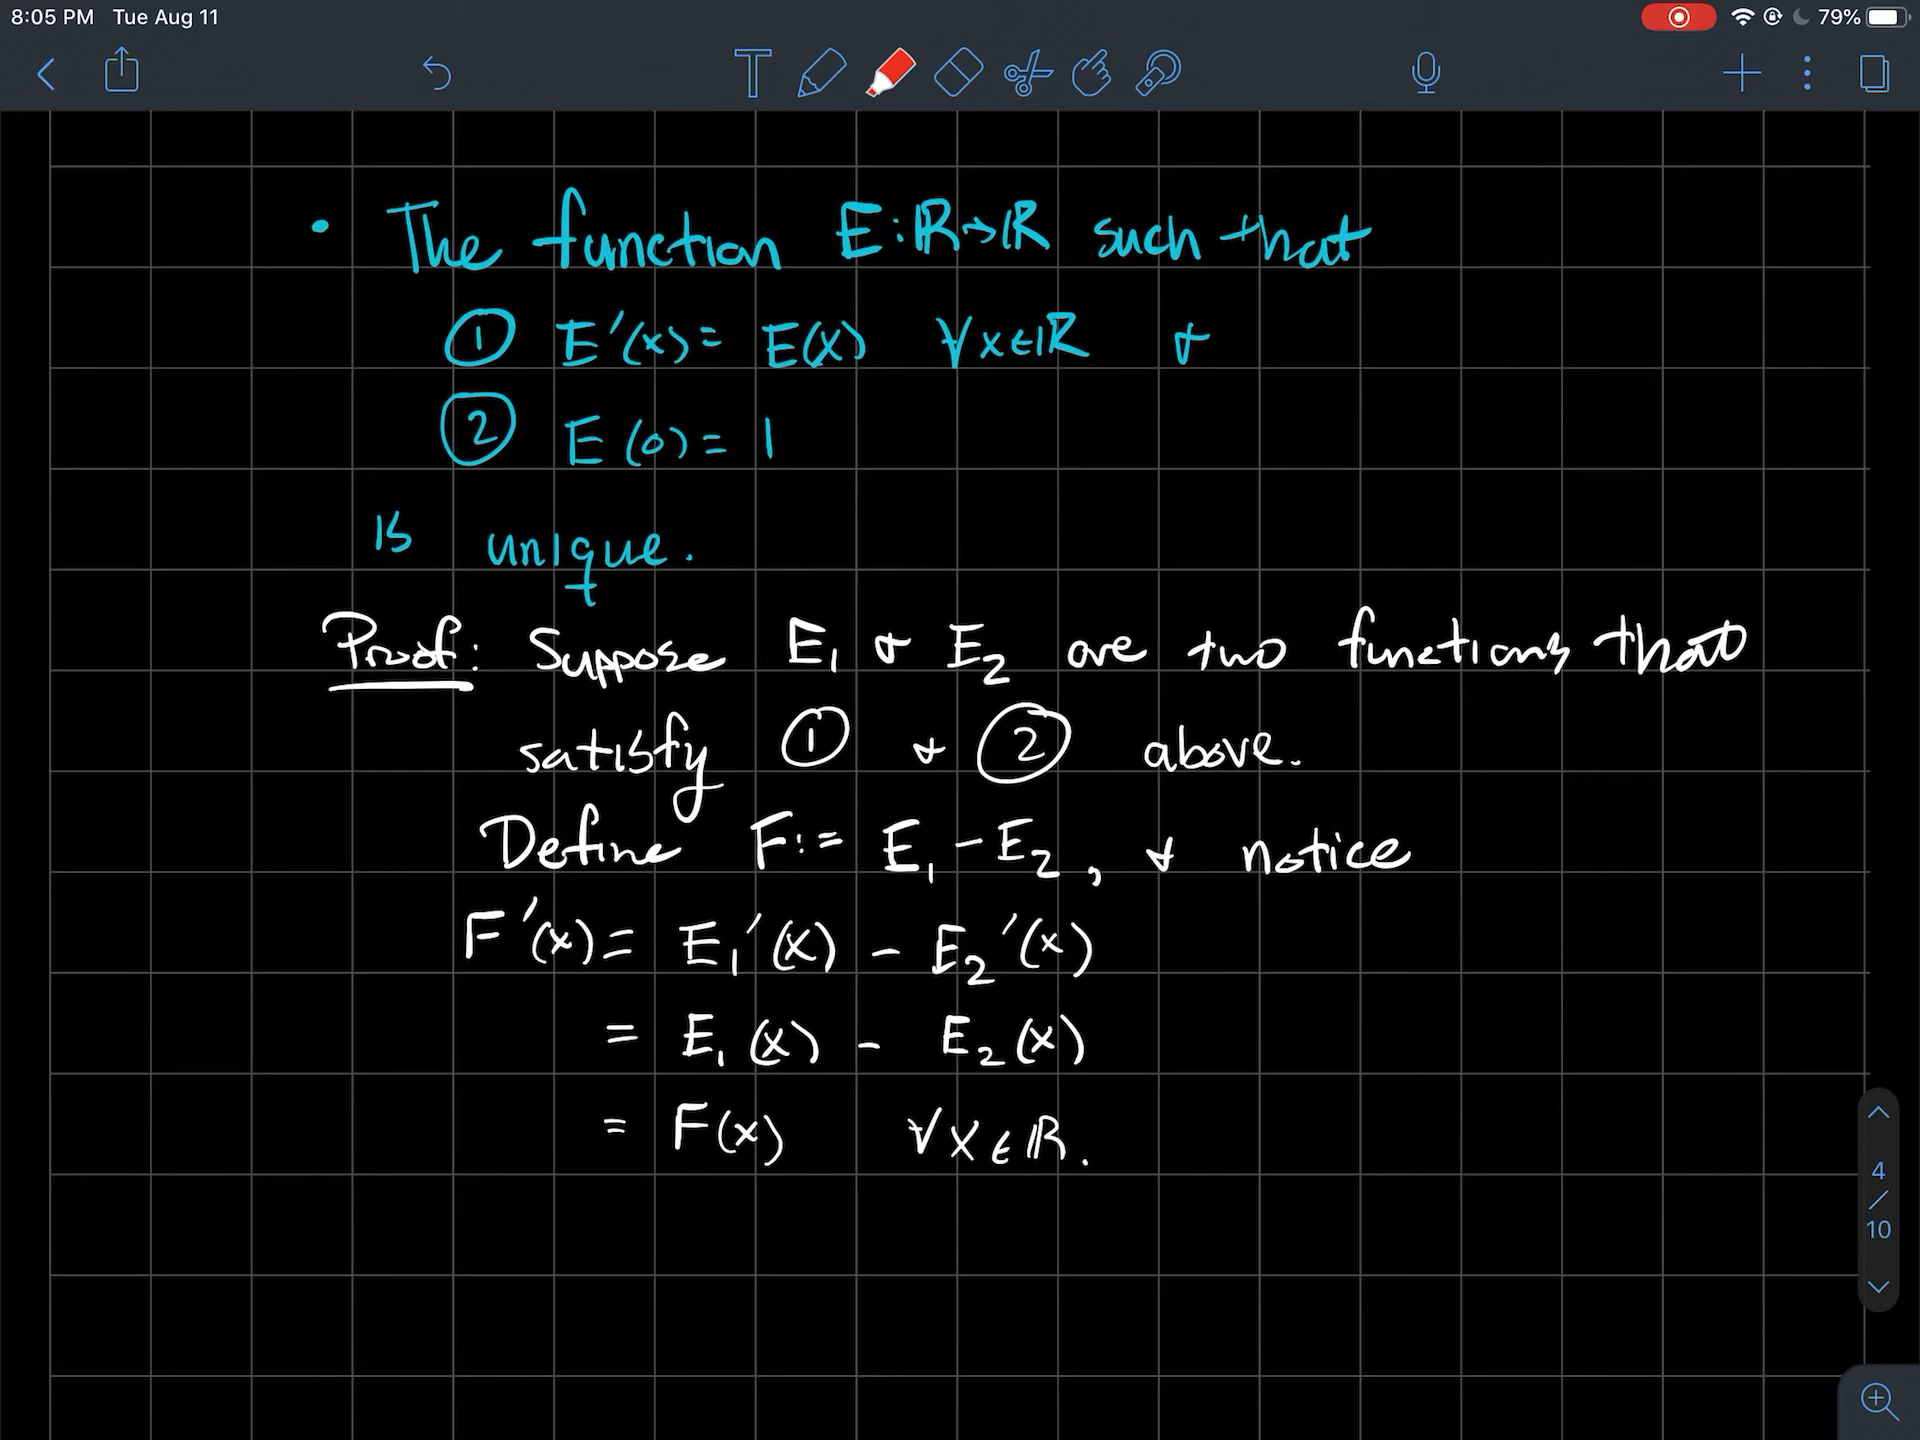 8:05 PM Tue Aug 11 79%
T
• The function E:ℝ→ℝ such that
① E'(x) = E(x) ∀x∈ℝ &
② E(0) = 1
is unique.
Proof: Suppose E₁ & E₂ are two functions that
satisfy ① & ② above.
Define F := E₁ - E₂, & notice
F'(x) = E₁'(x) - E₂'(x)
= E₁(x) - E₂(x)
= F(x) ∀x∈ℝ.
4
/
10